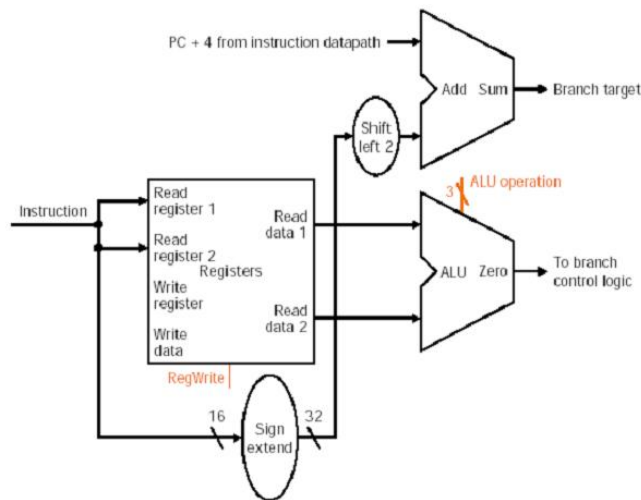 PC + 4 from instruction datapath
Add Sum
Branch target
Shift
left 2
3
ALU operation
Instruction
Read
register 1
Read
register 2
Registers
Write
register
Write
data
Read
data 1
Read
data 2
ALU Zero
To branch
control logic
RegWrite
16
Sign
extend
32